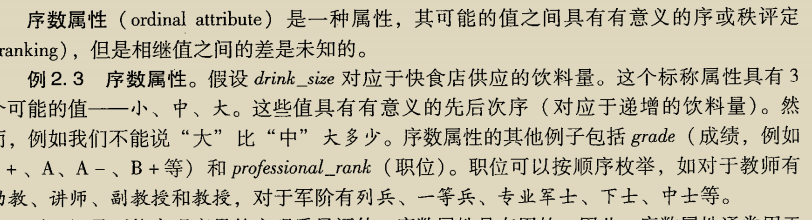 序数属性（ordinal attribute）是一种属性，其可能的值之间具有有意义的序或秩评定
ranking），但是相继值之间的差是未知的。
例2.3 序数属性。假设 drink_size 对应于快食店供应的饮料量。这个标称属性具有3
个可能的值——小、中、大。这些值具有有意义的先后次序（对应于递增的饮料量）。然
而，例如我们不能说“大”比“中”大多少。序数属性的其他例子包括 grade（成绩，例如
+、A、A－、B+等）和 professional_rank（职位）。职位可以按顺序枚举，如对于教师有
助教、讲师、副教授和教授，对于军阶有列兵、一等兵、专业军士、下士、中士等。